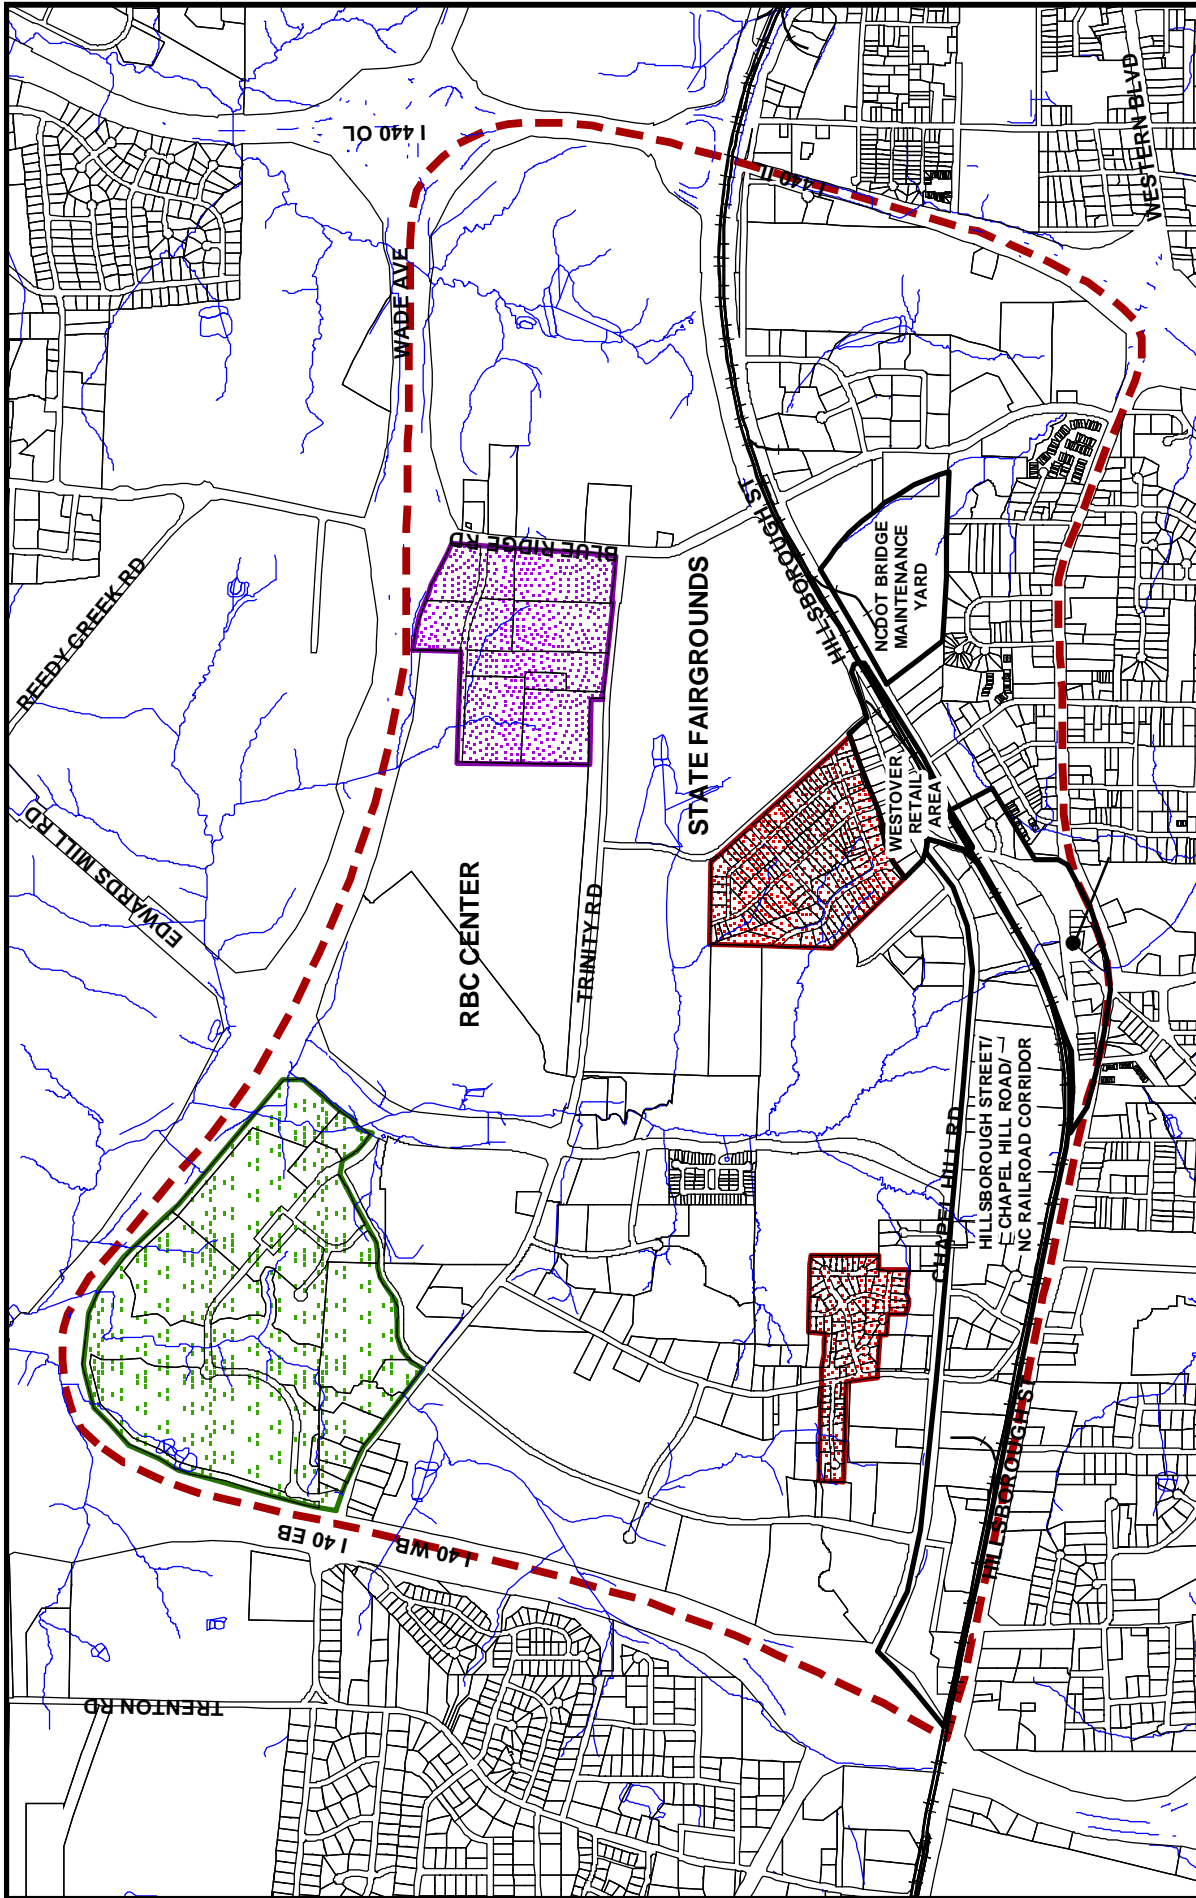 I 440 OL
WADE AVE
I 440 IL
WESTERN BLVD
REEDY CREEK RD
BLUE RIDGE RD
HILLSBOROUGH ST
STATE FAIRGROUNDS
NCDOT BRIDGE
MAINTENANCE
YARD
EDWARDS MILL RD
RBC CENTER
TRINITY RD
WESTOVER
RETAIL
AREA
HILLSBOROUGH STREET/
CHAPEL HILL ROAD/
NC RAILROAD CORRIDOR
CHAPEL HILL RD
I 40 EB
I 40 WB
HILLSBOROUGH ST
TRENTON RD